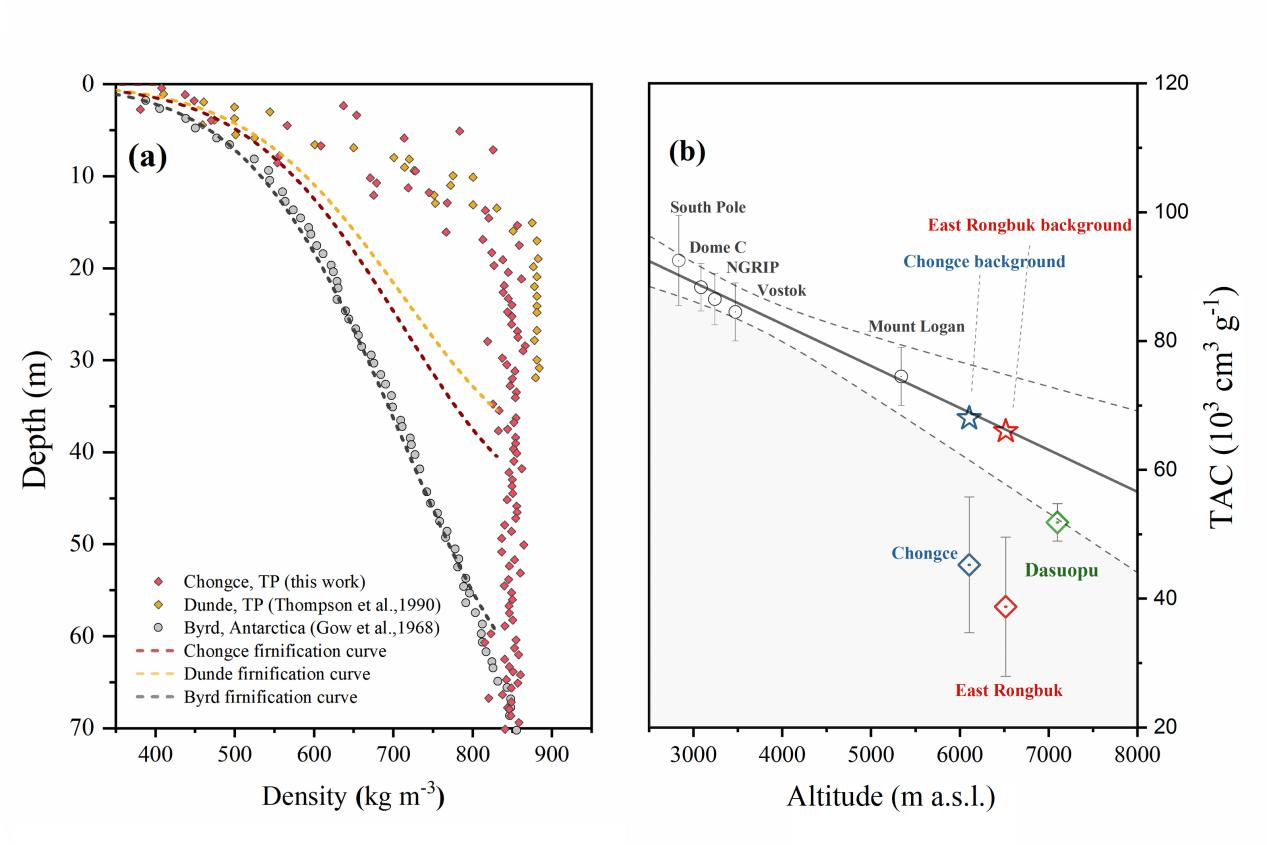 (a)
0
10
20
30
40
50
60
70
Depth (m)
Chongce, TP (this work)
Dunde, TP (Thompson et al.,1990)
Byrd, Antarctica (Gow et al.,1968)
Chongce firnification curve
Dunde firnification curve
Byrd firnification curve
400 500 600 700 800 900
Density (kg m-3)
(b)
South Pole
Dome C
NGRIP
Vostok
Mount Logan
East Rongbuk background
Chongce background
Chongce
Dasuopu
East Rongbuk
120
100
80
60
40
20
TAC (10³ cm³ g⁻¹)
3000 4000 5000 6000 7000 8000
Altitude (m a.s.l.)